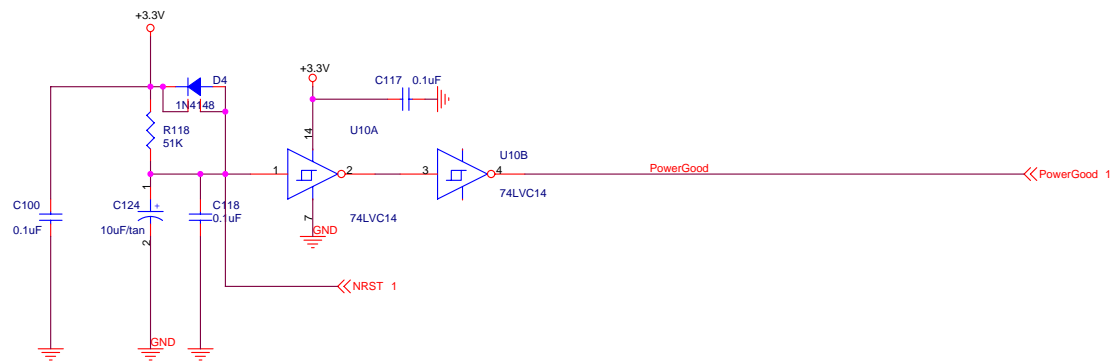 +3.3V
D4
1N4148
+3.3V
C117 0.1uF
R118
51K
14
U10A
U10B
1
2
3
4
PowerGood
PowerGood 1
74LVC14
C100
0.1uF
1
C124
+
10uF/tan
2
C118
0.1uF
7
74LVC14
GND
NRST 1
GND